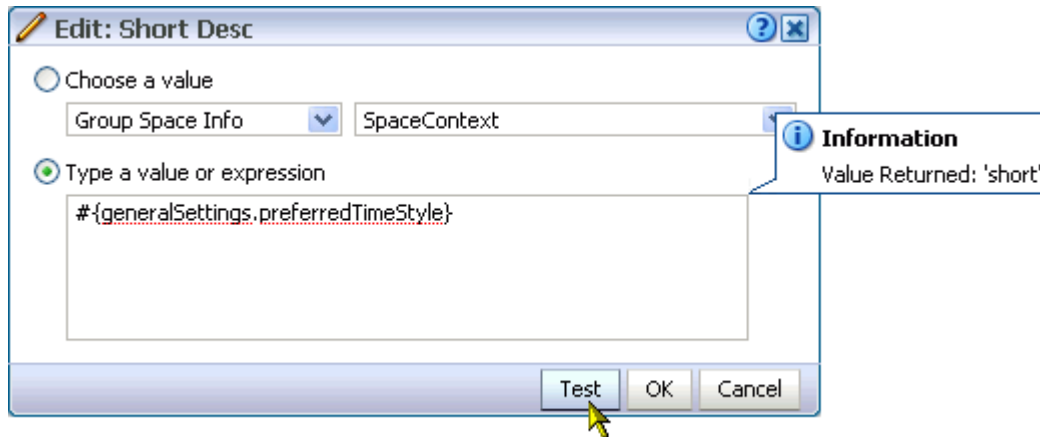 Edit: Short Desc
Choose a value
Group Space Info SpaceContext
Information
Value Returned: 'short'
Type a value or expression
#{generalSettings.preferredTimeStyle}
Test OK Cancel